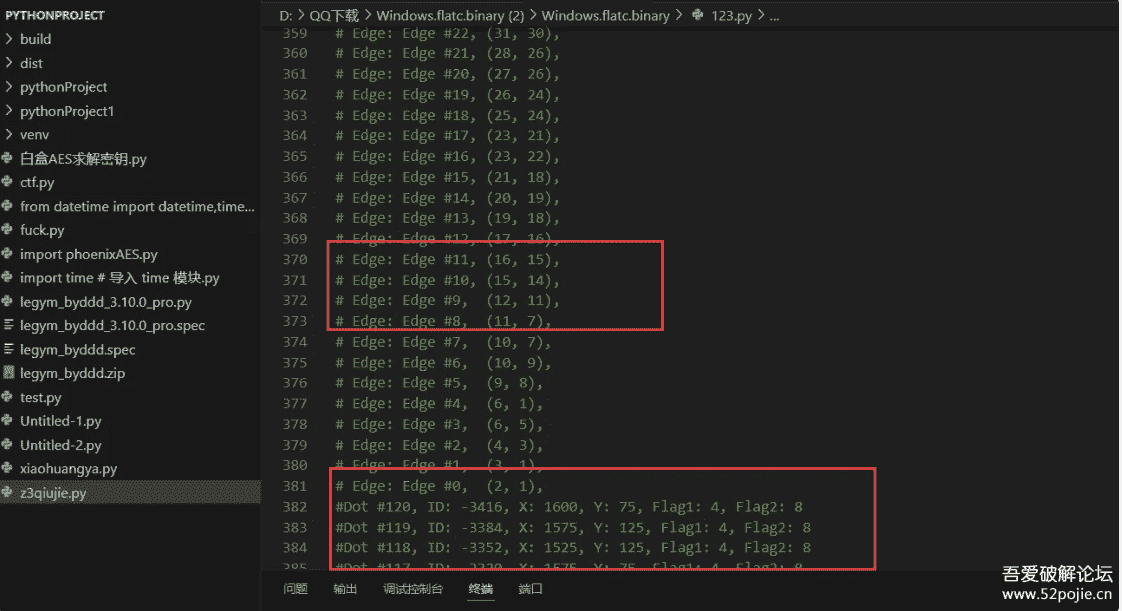 PYTHONPROJECT
build
dist
pythonProject
pythonProject1
venv
白盒AES求解密钥.py
ctf.py
from datetime import datetime,time...
fuck.py
import phoenixAES.py
import time # 导入 time 模块.py
legym_byddd_3.10.0_pro.py
legym_byddd_3.10.0_pro.spec
legym_byddd.spec
legym_byddd.zip
test.py
Untitled-1.py
Untitled-2.py
xiaohuangya.py
z3qiujie.py
D: > QQ下载 > Windows.flatc.binary (2) > Windows.flatc.binary > 123.py > ...
359 # Edge: Edge #22, (31, 30),
360 # Edge: Edge #21, (28, 26),
361 # Edge: Edge #20, (27, 26),
362 # Edge: Edge #19, (26, 24),
363 # Edge: Edge #18, (25, 24),
364 # Edge: Edge #17, (23, 21),
365 # Edge: Edge #16, (23, 22),
366 # Edge: Edge #15, (21, 18),
367 # Edge: Edge #14, (20, 19),
368 # Edge: Edge #13, (19, 18),
369 # Edge: Edge #12, (17, 16),
370 # Edge: Edge #11, (16, 15),
371 # Edge: Edge #10, (15, 14),
372 # Edge: Edge #9, (12, 11),
373 # Edge: Edge #8, (11, 7),
374 # Edge: Edge #7, (10, 7),
375 # Edge: Edge #6, (10, 9),
376 # Edge: Edge #5, (9, 8),
377 # Edge: Edge #4, (6, 1),
378 # Edge: Edge #3, (6, 5),
379 # Edge: Edge #2, (4, 3),
380 # Edge: Edge #1, (3, 1),
381 # Edge: Edge #0, (2, 1),
382 #Dot #120, ID: -3416, X: 1600, Y: 75, Flag1: 4, Flag2: 8
383 #Dot #119, ID: -3384, X: 1575, Y: 125, Flag1: 4, Flag2: 8
384 #Dot #118, ID: -3352, X: 1525, Y: 125, Flag1: 4, Flag2: 8
385 #Dot #117, ID: -3320, X: 1575, Y: 75, Flag1: 4, Flag2: 8
问题 输出 调试控制台 终端 端口
吾爱破解论坛
www.52pojie.cn